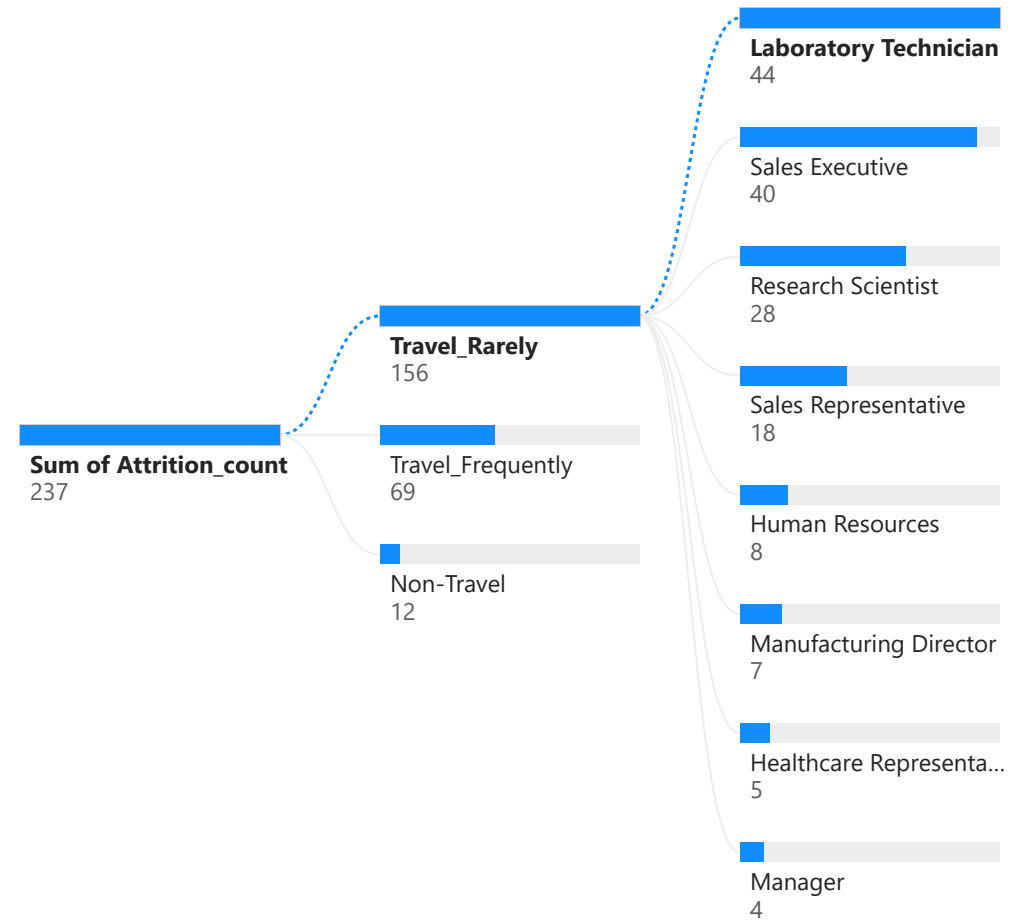 Sum of Attrition_count
237
Travel_Rarely
156
Travel_Frequently
69
Non-Travel
12
Laboratory Technician
44
Sales Executive
40
Research Scientist
28
Sales Representative
18
Human Resources
8
Manufacturing Director
7
Healthcare Representa...
5
Manager
4